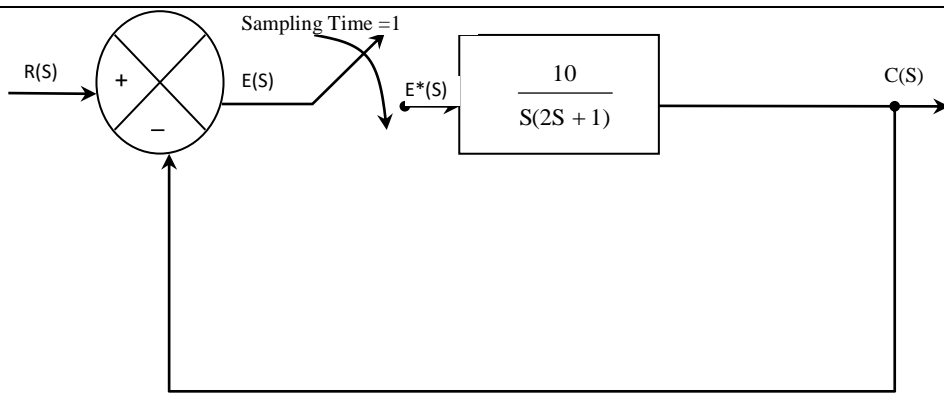 Sampling Time =1
R(S)
+
E(S)
E*(S)
10
S(2S + 1)
C(S)
−